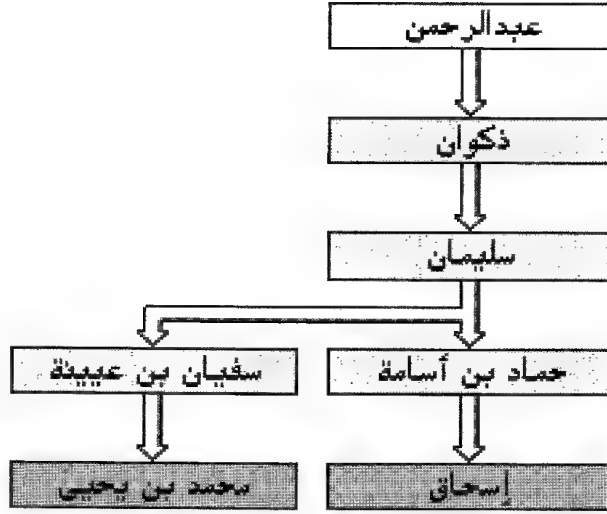 عبدالرحمن
ذكوان
سليمان
حماد بن أسامة
سفيان بن عيينة
إسحاق
محمد بن يحيى